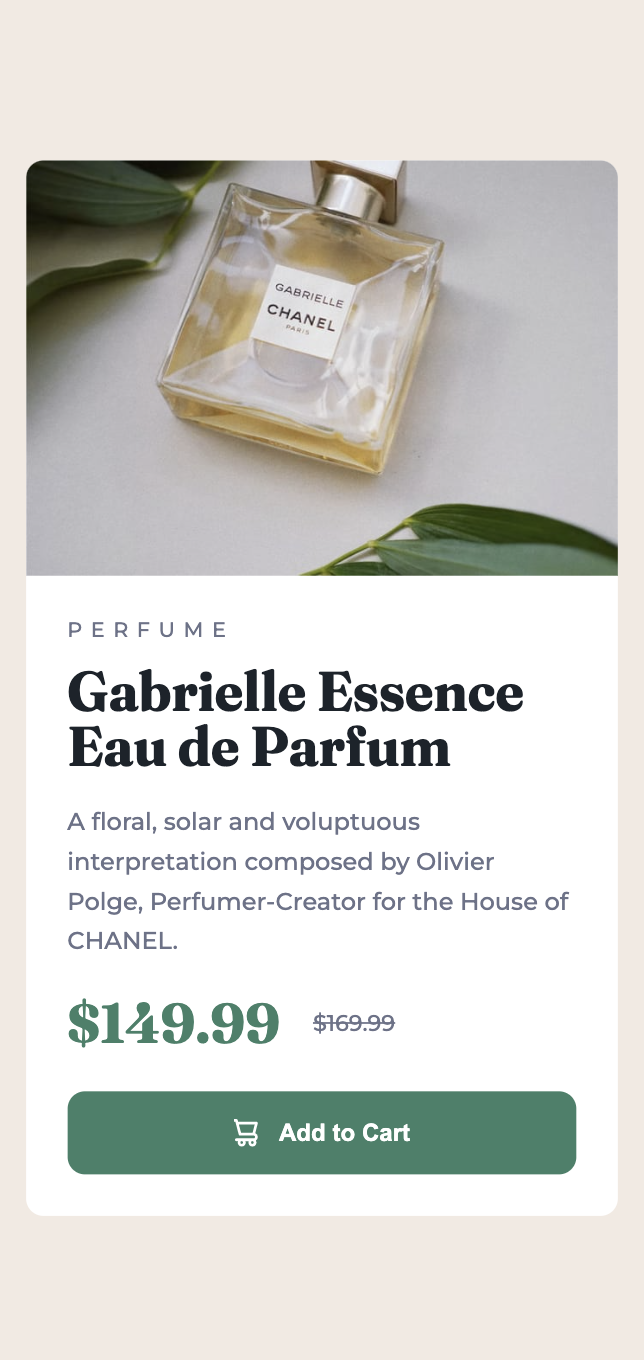 GABRIELLE
CHANEL
PARIS
PERFUME
Gabrielle Essence
Eau de Parfum
A floral, solar and voluptuous
interpretation composed by Olivier
Polge, Perfumer-Creator for the House of
CHANEL.
$149.99 $169.99
Add to Cart